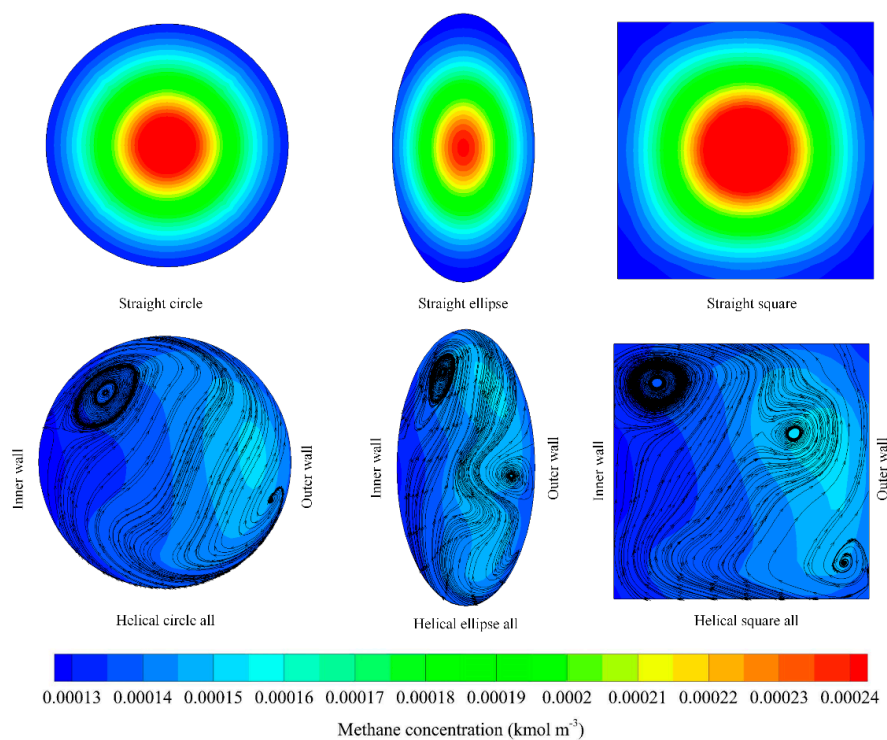 Straight circle
Straight ellipse
Straight square
Inner wall
Outer wall
Inner wall
Outer wall
Inner wall
Outer wall
Helical circle all
Helical ellipse all
Helical square all
0.00013 0.00014 0.00015 0.00016 0.00017 0.00018 0.00019 0.0002 0.00021 0.00022 0.00023 0.00024
Methane concentration (kmol m⁻³)